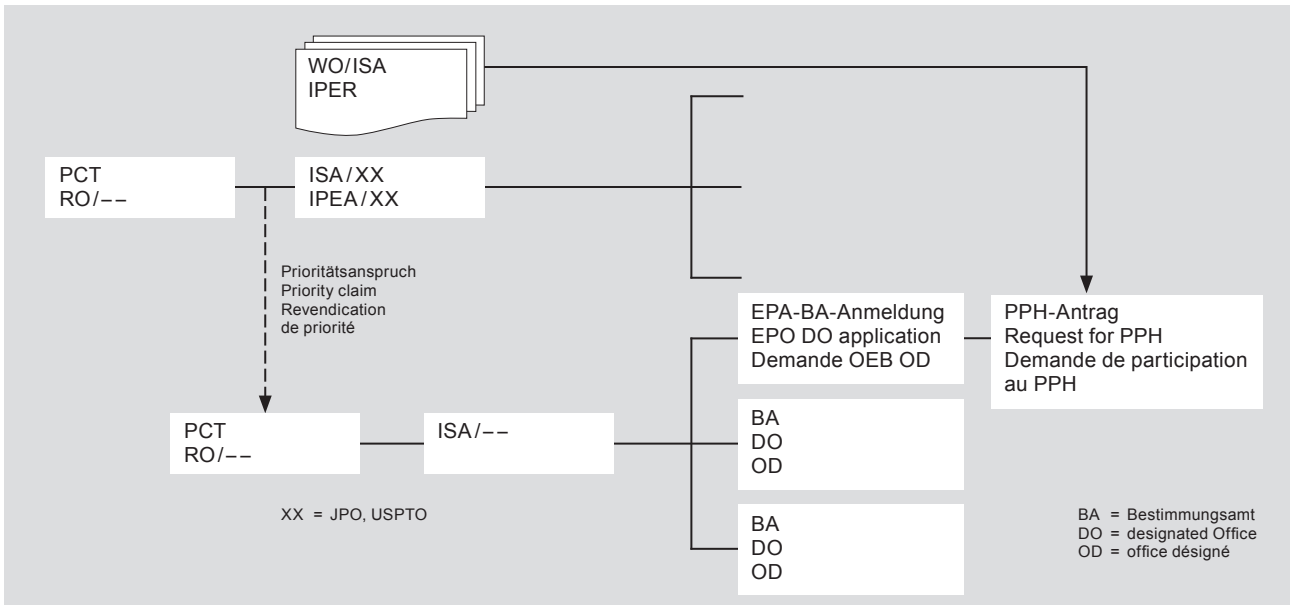 WO/ISA
IPER
PCT
RO/––
ISA/XX
IPEA/XX
Prioritätsanspruch
Priority claim
Revendication
de priorité
EPA-BA-Anmeldung
EPO DO application
Demande OEB OD
PPH-Antrag
Request for PPH
Demande de participation
au PPH
PCT
RO/––
ISA/––
BA
DO
OD
XX = JPO, USPTO
BA
DO
OD
BA = Bestimmungsamt
DO = designated Office
OD = office désigné